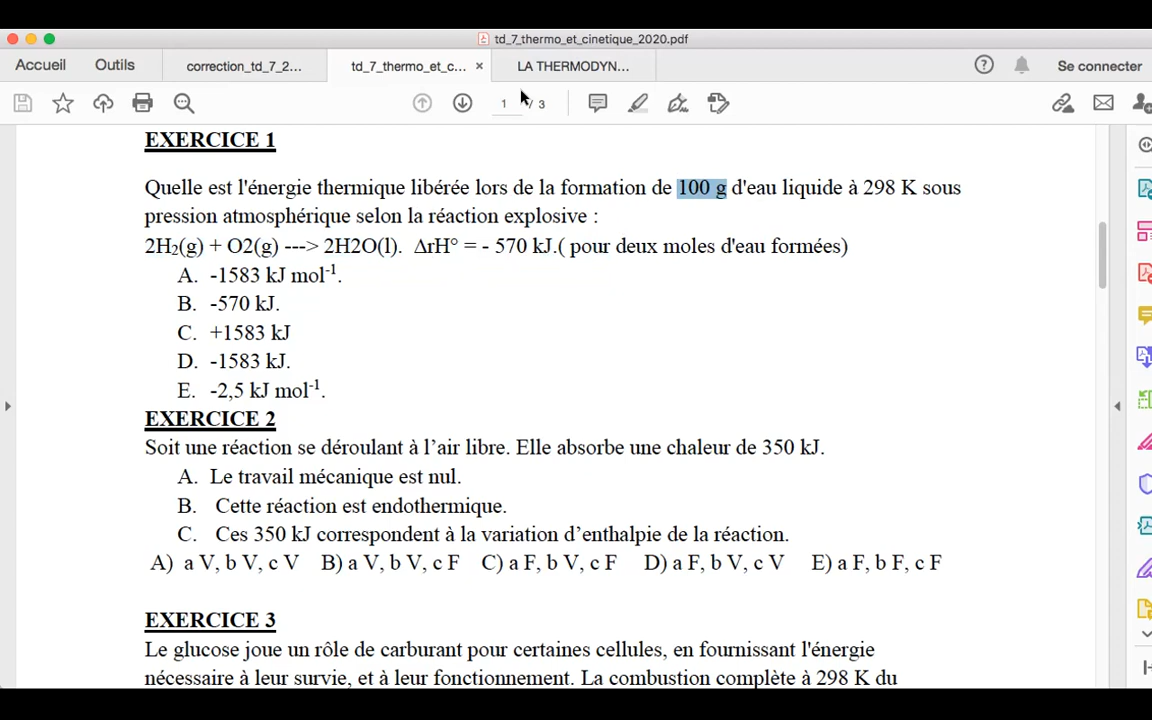 td_7_thermo_et_cinetique_2020.pdf
Accueil Outils correction_td_7_2... td_7_thermo_et_c... × LA THERMODYN... Se connecter
1 / 3
EXERCICE 1
Quelle est l'énergie thermique libérée lors de la formation de 100 g d'eau liquide à 298 K sous
pression atmosphérique selon la réaction explosive :
2H₂(g) + O2(g) ---> 2H2O(l). ΔrH° = - 570 kJ.( pour deux moles d'eau formées)
A. -1583 kJ mol⁻¹.
B. -570 kJ.
C. +1583 kJ
D. -1583 kJ.
E. -2,5 kJ mol⁻¹.
EXERCICE 2
Soit une réaction se déroulant à l’air libre. Elle absorbe une chaleur de 350 kJ.
A. Le travail mécanique est nul.
B. Cette réaction est endothermique.
C. Ces 350 kJ correspondent à la variation d’enthalpie de la réaction.
A) a V, b V, c V B) a V, b V, c F C) a F, b V, c F D) a F, b V, c V E) a F, b F, c F
EXERCICE 3
Le glucose joue un rôle de carburant pour certaines cellules, en fournissant l'énergie
nécessaire à leur survie, et à leur fonctionnement. La combustion complète à 298 K du